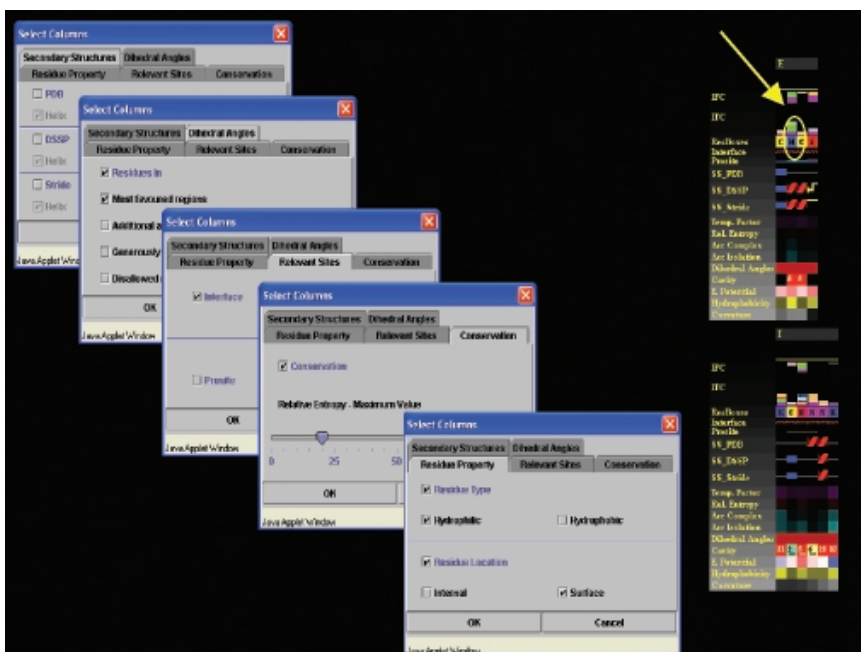 Select Columns
Secondary Structures Dihedral Angles
Residue Property Relevant Sites Conservation
PDB
Helix
DSSP
Helix
Stride
Helix
Java Applet Wind
Select Columns
Secondary Structures Dihedral Angles
Residue Property Relevant Sites Conservation
Residues in
Most favoured regions
Additional a
Generously
Disallowed
OK
Java Applet Window
Select Columns
Secondary Structures Dihedral Angles
Residue Property Relevant Sites Conservation
Interface
Prosite
OK
Java Applet Window
Select Columns
Secondary Structures Dihedral Angles
Residue Property Relevant Sites Conservation
Conservation
Relative Entropy - Maximum Value
0 25 50
OK
Java Applet Window
Select Columns
Secondary Structures Dihedral Angles
Residue Property Relevant Sites Conservation
Residue Type
Hydrophilic Hydrophobic
Residue Location
Internal Surface
OK Cancel
Java Applet Window
E
IFC
IFC
Residues
Interface
Prosite
SS_PDB
SS_DSSP
SS_Stride
Temp. Factor
Rel. Entropy
Acc Complex
Acc Isolation
Dihedral Angles
Cavity
E. Potential
Hydrophobicity
Curvature
I
IFC
IFC
Residues
Interface
Prosite
SS_PDB
SS_DSSP
SS_Stride
Temp. Factor
Rel. Entropy
Acc Complex
Acc Isolation
Dihedral Angles
Cavity
E. Potential
Hydrophobicity
Curvature